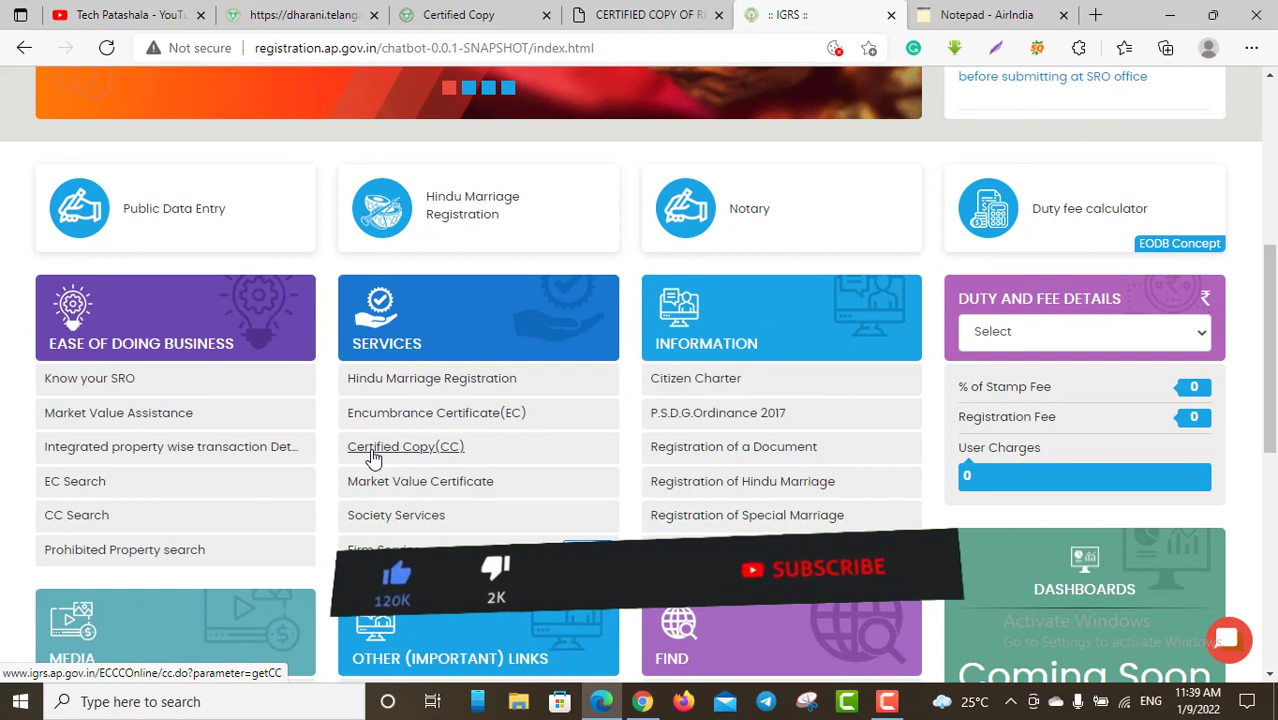 Tech Patashala - YouTu
https://dharani.telang
Certified Copy
CERTIFIED COPY OF R
:: IGRS ::
Notepad - AirIndia
Not secure
registration.ap.gov.in/chatbot-0.0.1-SNAPSHOT/index.html
before submitting at SRO office
Public Data Entry
Hindu Marriage
Registration
Notary
Duty fee calculator
EODB Concept
EASE OF DOING BUSINESS
SERVICES
INFORMATION
DUTY AND FEE DETAILS
Select
Know your SRO
Hindu Marriage Registration
Citizen Charter
% of Stamp Fee
0
Market Value Assistance
Encumbrance Certificate(EC)
P.S.D.G.Ordinance 2017
Registration Fee
0
Integrated property wise transaction Det...
Certified Copy(CC)
Registration of a Document
User Charges
0
EC Search
Market Value Certificate
Registration of Hindu Marriage
CC Search
Society Services
Registration of Special Marriage
Prohibited Property search
120K
2K
SUBSCRIBE
DASHBOARDS
Activate Windows
Go to Settings to activate Windows.
MEDIA
OTHER (IMPORTANT) LINKS
FIND
Coming Soon
www.igrs.ap.gov.in/ECCCOnline/cc.do?parameter=getCC
Type here to search
25°C
ENG
11:39 AM
1/9/2022